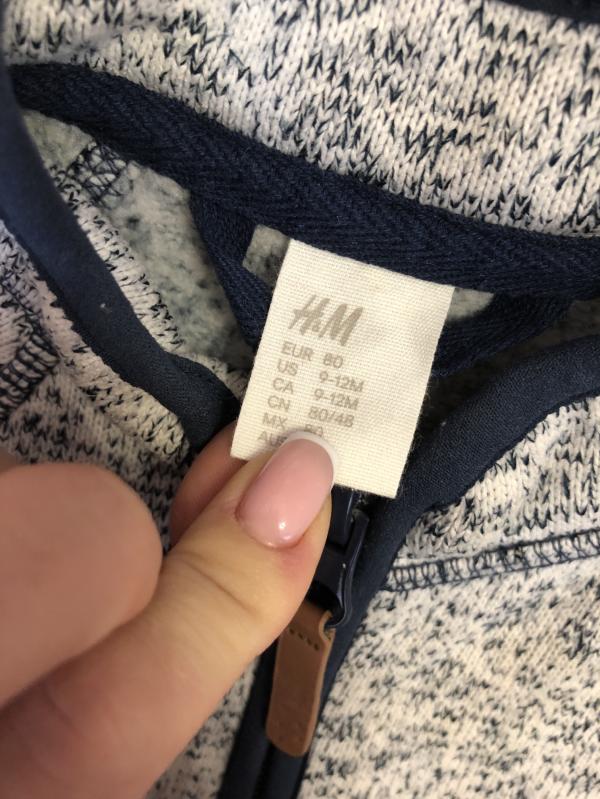 H&M
EUR 80
US 9-12M
CA 9-12M
CN 80/48
MX 80